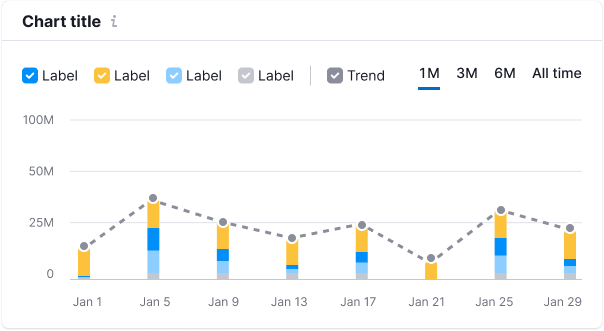 Chart title i
Label Label Label Label Trend 1M 3M 6M All time
100M
50M
25M
0
Jan 1 Jan 5 Jan 9 Jan 13 Jan 17 Jan 21 Jan 25 Jan 29